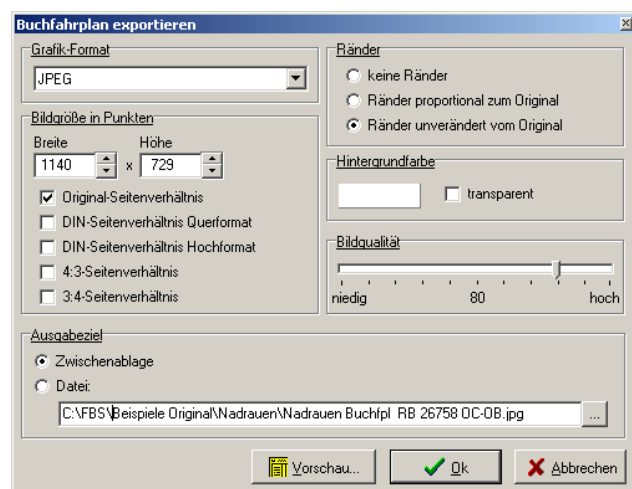 Buchfahrplan exportieren
Grafik-Format
JPEG
Bildgröße in Punkten
Breite Höhe
1140 x 729
Original-Seitenverhältnis
DIN-Seitenverhältnis Querformat
DIN-Seitenverhältnis Hochformat
4:3-Seitenverhältnis
3:4-Seitenverhältnis
Ränder
keine Ränder
Ränder proportional zum Original
Ränder unverändert vom Original
Hintergrundfarbe
transparent
Bildqualität
niedig 80 hoch
Ausgabeziel
Zwischenablage
Datei:
C:\FBS\Beispiele Original\Nadrauen\Nadrauen Buchfpl RB 26758 OC-OB.jpg
...
Vorschau... Ok Abbrechen